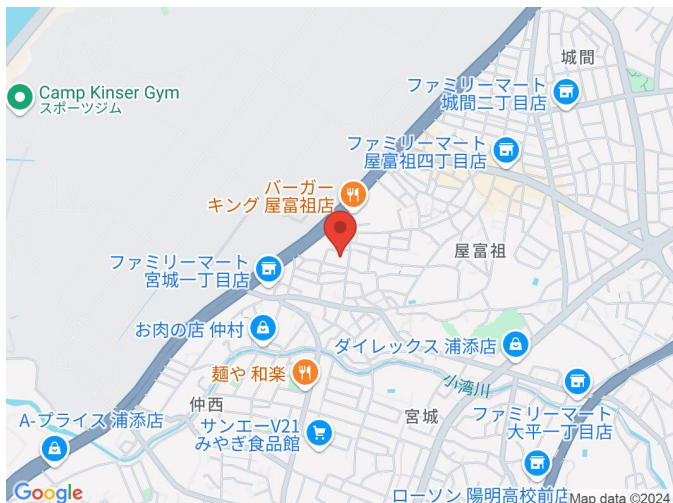 城間
Camp Kinser Gym
スポーツジム
ファミリーマート
城間二丁目店
ファミリーマート
屋富祖四丁目店
バーガー
キング 屋富祖店
屋富祖
ファミリーマート
宮城一丁目店
お肉の店 仲村
ダイレックス 浦添店
小湾川
麺や 和楽
仲西
宮城
A-プライス 浦添店
サンエーV21
みやぎ食品館
ファミリーマート
大平一丁目店
ローソン 陽明高校前店
Google
Map data ©2024